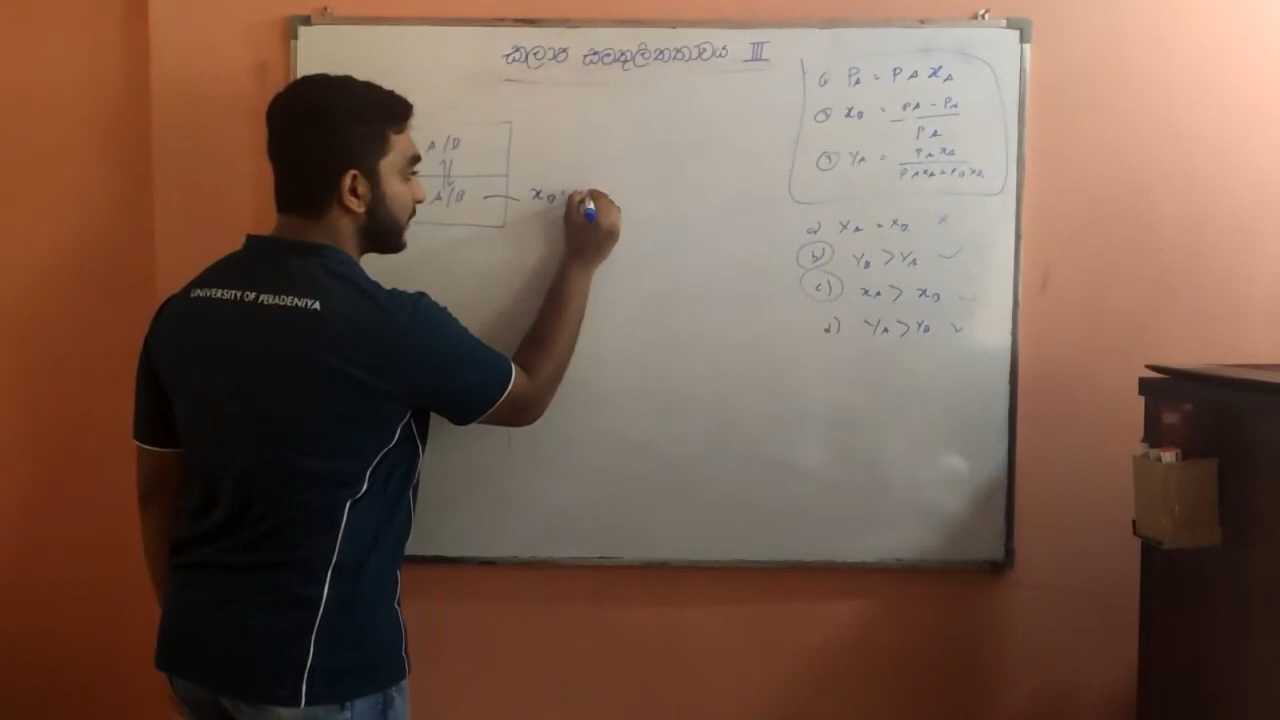 කලාප සමතුලිතතාවය III
UNIVERSITY OF PERADENIYA
A/B
A/B
x_B =
① P_A = P_A x_A
② x_B = P_A - P_A / P_A
③ Y_A = P_A x_A / P_A x_A + P_B x_B
a) x_A = x_B ×
b) Y_B > Y_A ✓
c) x_A > x_B
d) Y_A > Y_B ✓